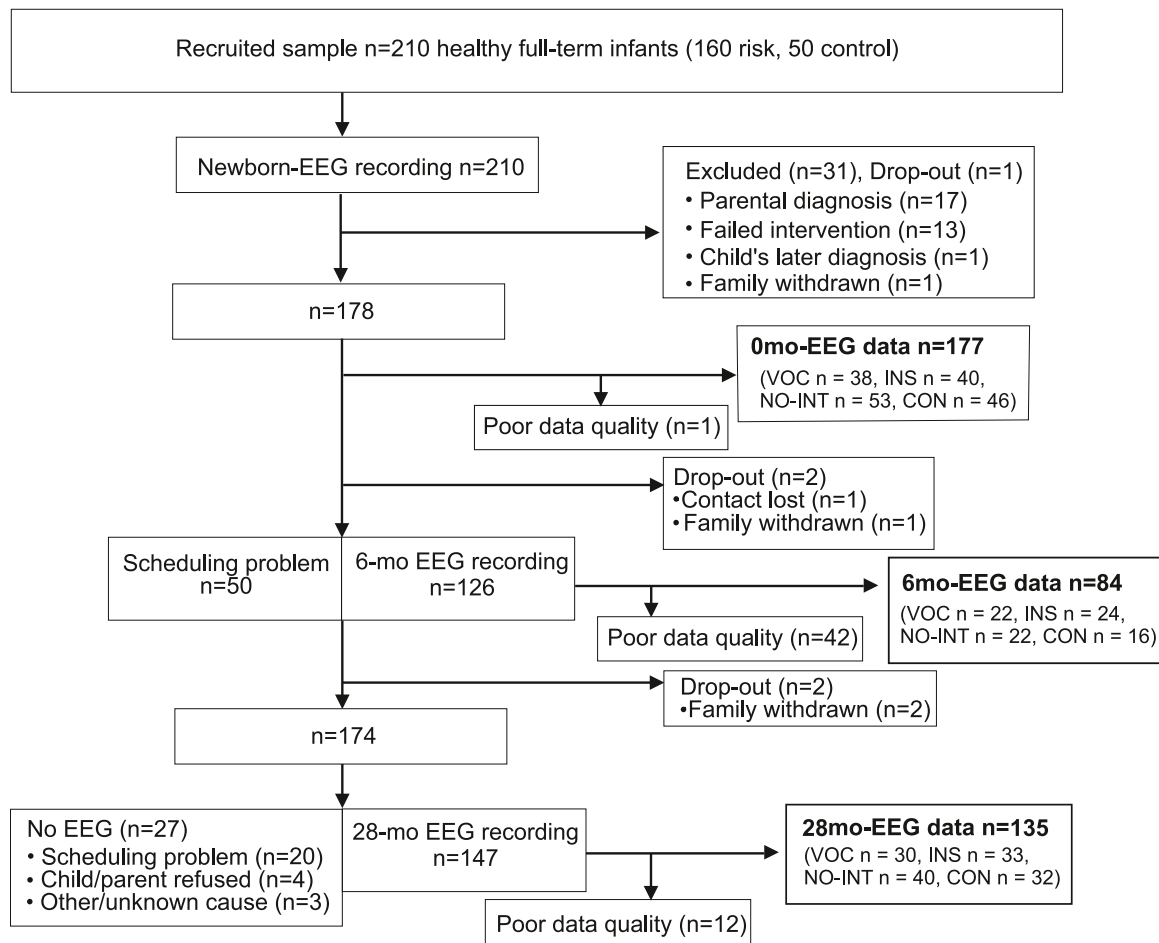 Recruited sample n=210 healthy full-term infants (160 risk, 50 control)
Newborn-EEG recording n=210
Excluded (n=31), Drop-out (n=1)
• Parental diagnosis (n=17)
• Failed intervention (n=13)
• Child's later diagnosis (n=1)
• Family withdrawn (n=1)
n=178
0mo-EEG data n=177
(VOC n = 38, INS n = 40,
NO-INT n = 53, CON n = 46)
Poor data quality (n=1)
Drop-out (n=2)
•Contact lost (n=1)
•Family withdrawn (n=1)
Scheduling problem
n=50
6-mo EEG recording
n=126
6mo-EEG data n=84
(VOC n = 22, INS n = 24,
NO-INT n = 22, CON n = 16)
Poor data quality (n=42)
Drop-out (n=2)
•Family withdrawn (n=2)
n=174
No EEG (n=27)
• Scheduling problem (n=20)
• Child/parent refused (n=4)
• Other/unknown cause (n=3)
28-mo EEG recording
n=147
28mo-EEG data n=135
(VOC n = 30, INS n = 33,
NO-INT n = 40, CON n = 32)
Poor data quality (n=12)